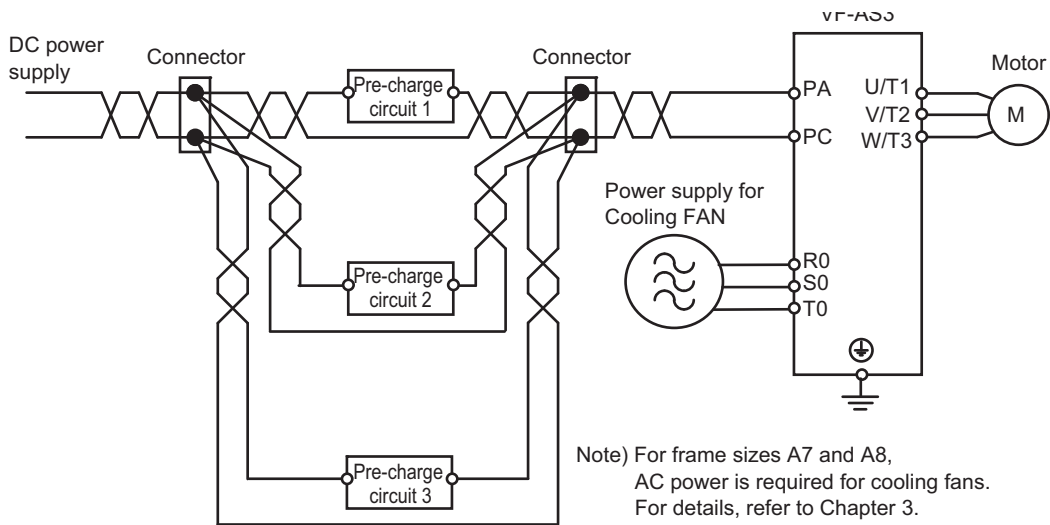 VF-AS3
DC power
supply
Connector
Pre-charge
circuit 1
Connector
PA
PC
U/T1
V/T2
W/T3
Motor
M
Power supply for
Cooling FAN
R0
S0
T0
Pre-charge
circuit 2
Pre-charge
circuit 3
Note) For frame sizes A7 and A8,
AC power is required for cooling fans.
For details, refer to Chapter 3.